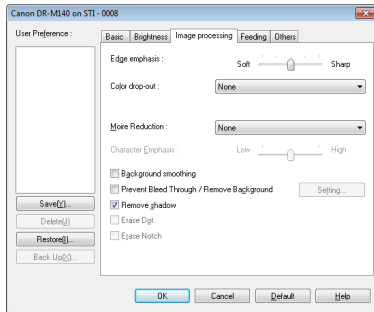 Canon DR-M140 on STI - 0008
User Preference :
Basic Brightness Image processing Feeding Others
Edge emphasis : Soft Sharp
Color drop-out : None
Moire Reduction : None
Character Emphasis : Low High
Background smoothing
Prevent Bleed Through / Remove Background Setting...
Remove shadow
Erase Dot
Erase Notch
Save(Y)...
Delete(J)
Restore(I)...
Back Up(X)...
OK Cancel Default Help